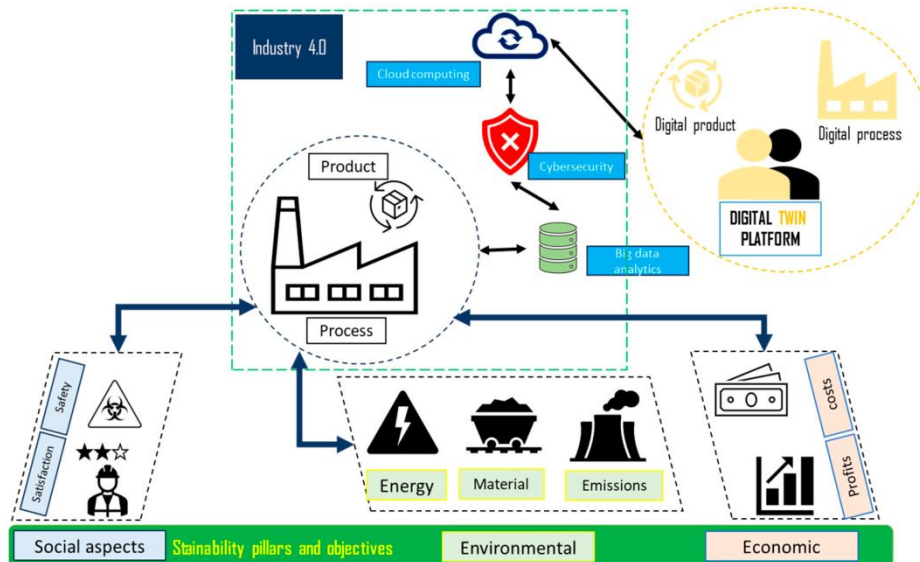 Industry 4.0
Cloud computing
Cybersecurity
Big data
analytics
Digital product
Digital process
DIGITAL TWIN
PLATFORM
Product
Process
Safety
Satisfaction
Energy
Material
Emissions
costs
Profits
Social aspects
Stainability pillars and objectives
Environmental
Economic